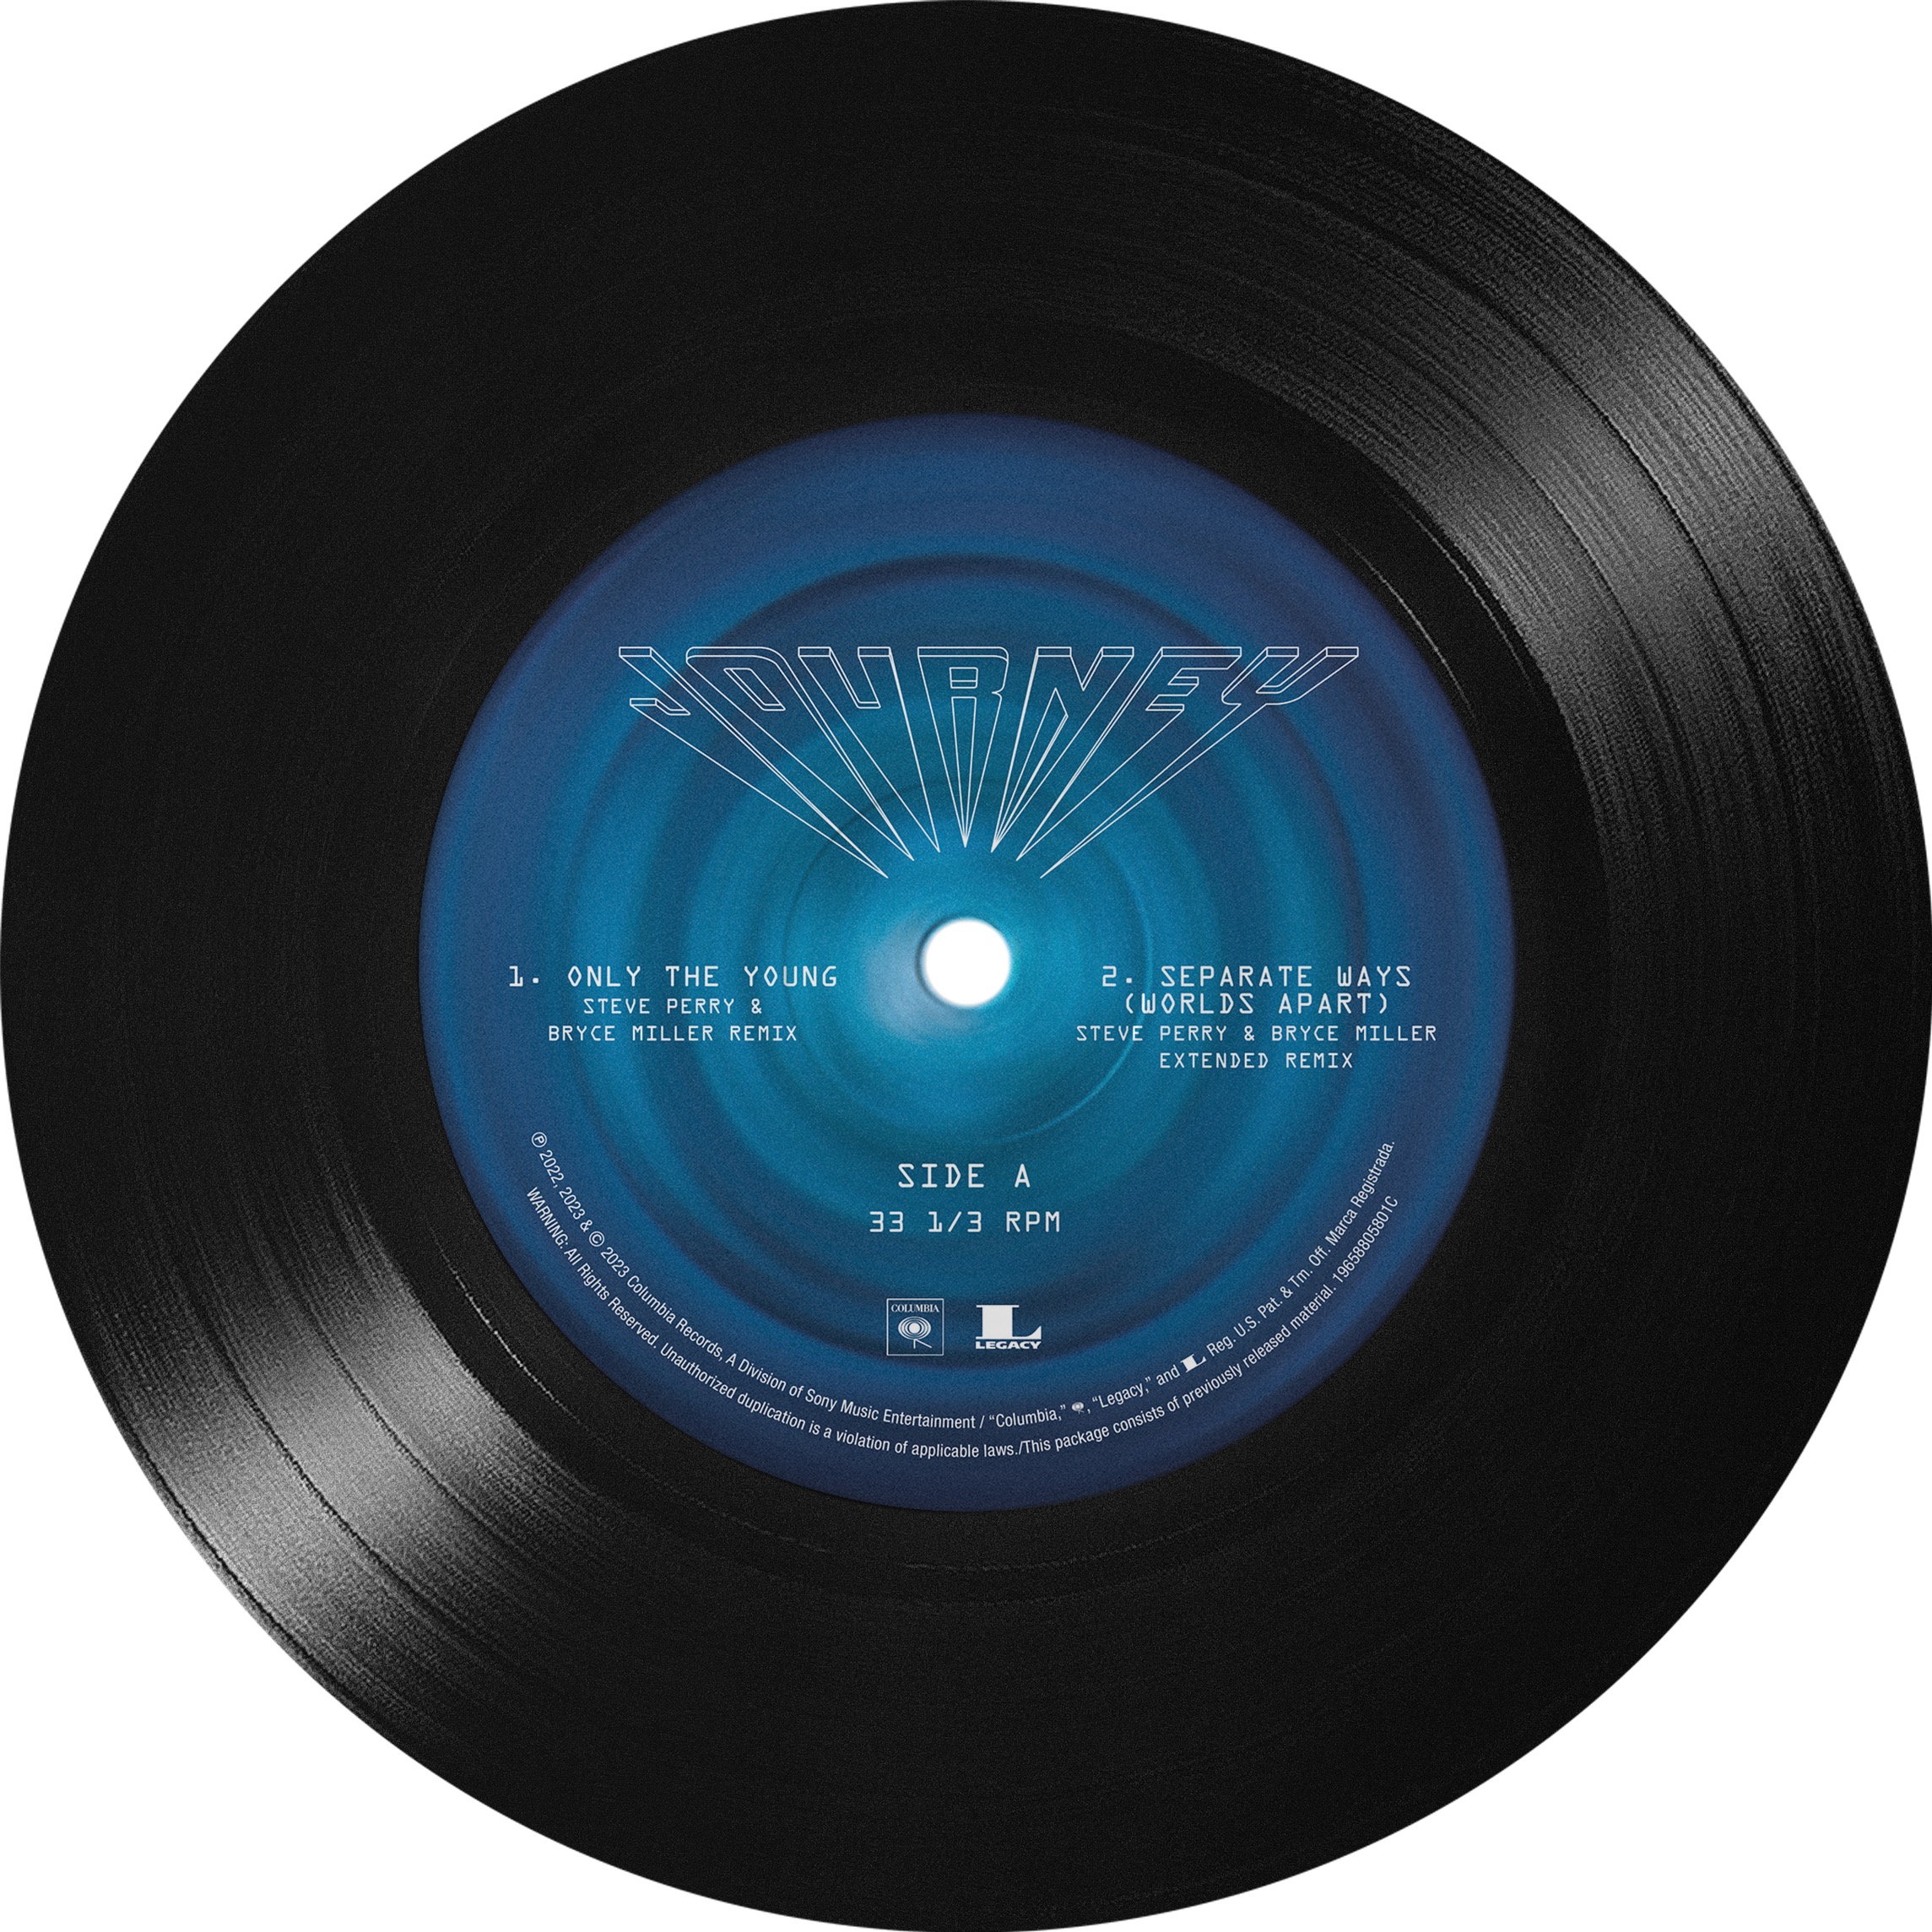 JOURNEY
1. ONLY THE YOUNG
STEVE PERRY &
BRYCE MILLER REMIX
2. SEPARATE WAYS
(WORLDS APART)
STEVE PERRY & BRYCE MILLER
EXTENDED REMIX
SIDE A
33 1/3 RPM
COLUMBIA
L
LEGACY
℗ 2022, 2023 & © 2023 Columbia Records, A Division of Sony Music Entertainment / “Columbia,” , “Legacy,” and L Reg. U.S. Pat. & Tm. Off. Marca Registrada.
WARNING: All Rights Reserved. Unauthorized duplication is a violation of applicable laws./This package consists of previously released material. 19658805801C